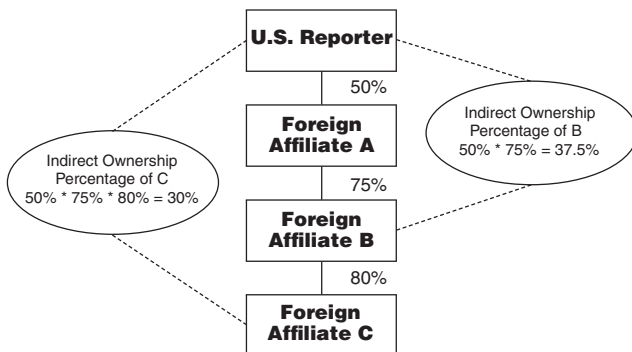 U.S. Reporter
50%
Foreign
Affiliate A
Indirect Ownership
Percentage of B
50% * 75% = 37.5%
Indirect Ownership
Percentage of C
50% * 75% * 80% = 30%
75%
Foreign
Affiliate B
80%
Foreign
Affiliate C